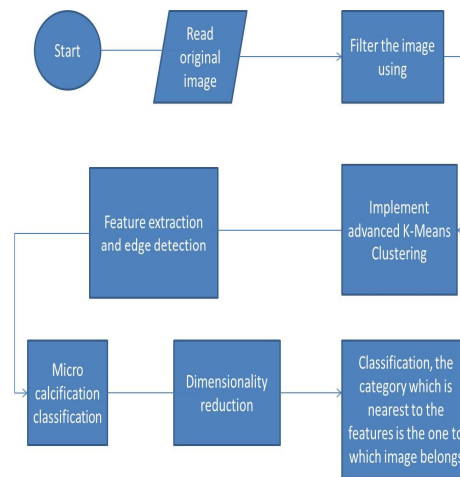 Start
Read
original
image
Filter the image
using
Implement
advanced K-Means
Clustering
Feature extraction
and edge detection
Micro
calcification
classification
Dimensionality
reduction
Classification, the
category which is
nearest to the
features is the one to
which image belongs